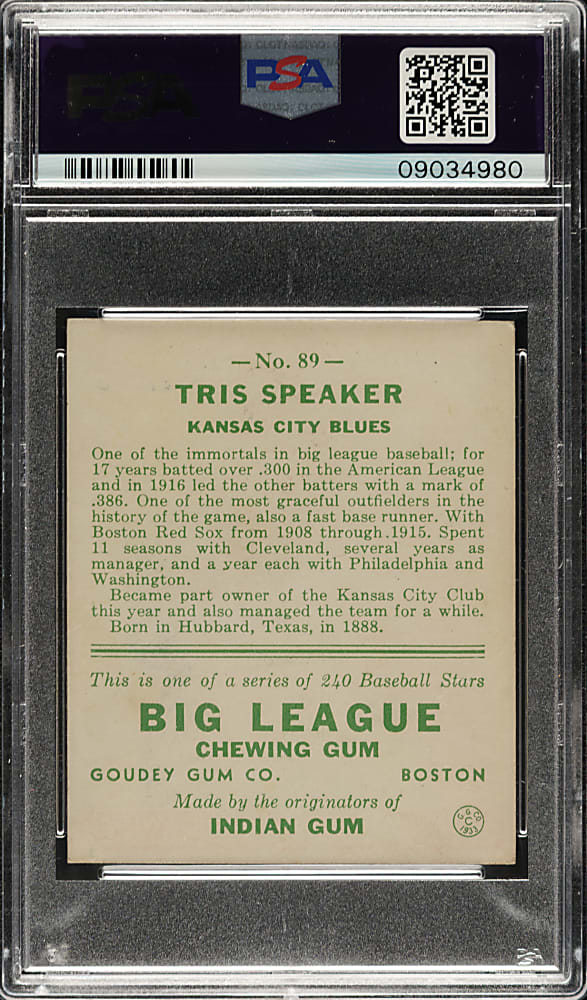 PSA
PSA
09034980
— No. 89 —
TRIS SPEAKER
KANSAS CITY BLUES
One of the immortals in big league baseball; for
17 years batted over .300 in the American League
and in 1916 led the other batters with a mark of
.386. One of the most graceful outfielders in the
history of the game, also a fast base runner. With
Boston Red Sox from 1908 through 1915. Spent
11 seasons with Cleveland, several years as
manager, and a year each with Philadelphia and
Washington.
Became part owner of the Kansas City Club
this year and also managed the team for a while.
Born in Hubbard, Texas, in 1888.
This is one of a series of 240 Baseball Stars
BIG LEAGUE
CHEWING GUM
GOUDEY GUM CO. BOSTON
Made by the originators of
INDIAN GUM
G.G.CO.
C
1933